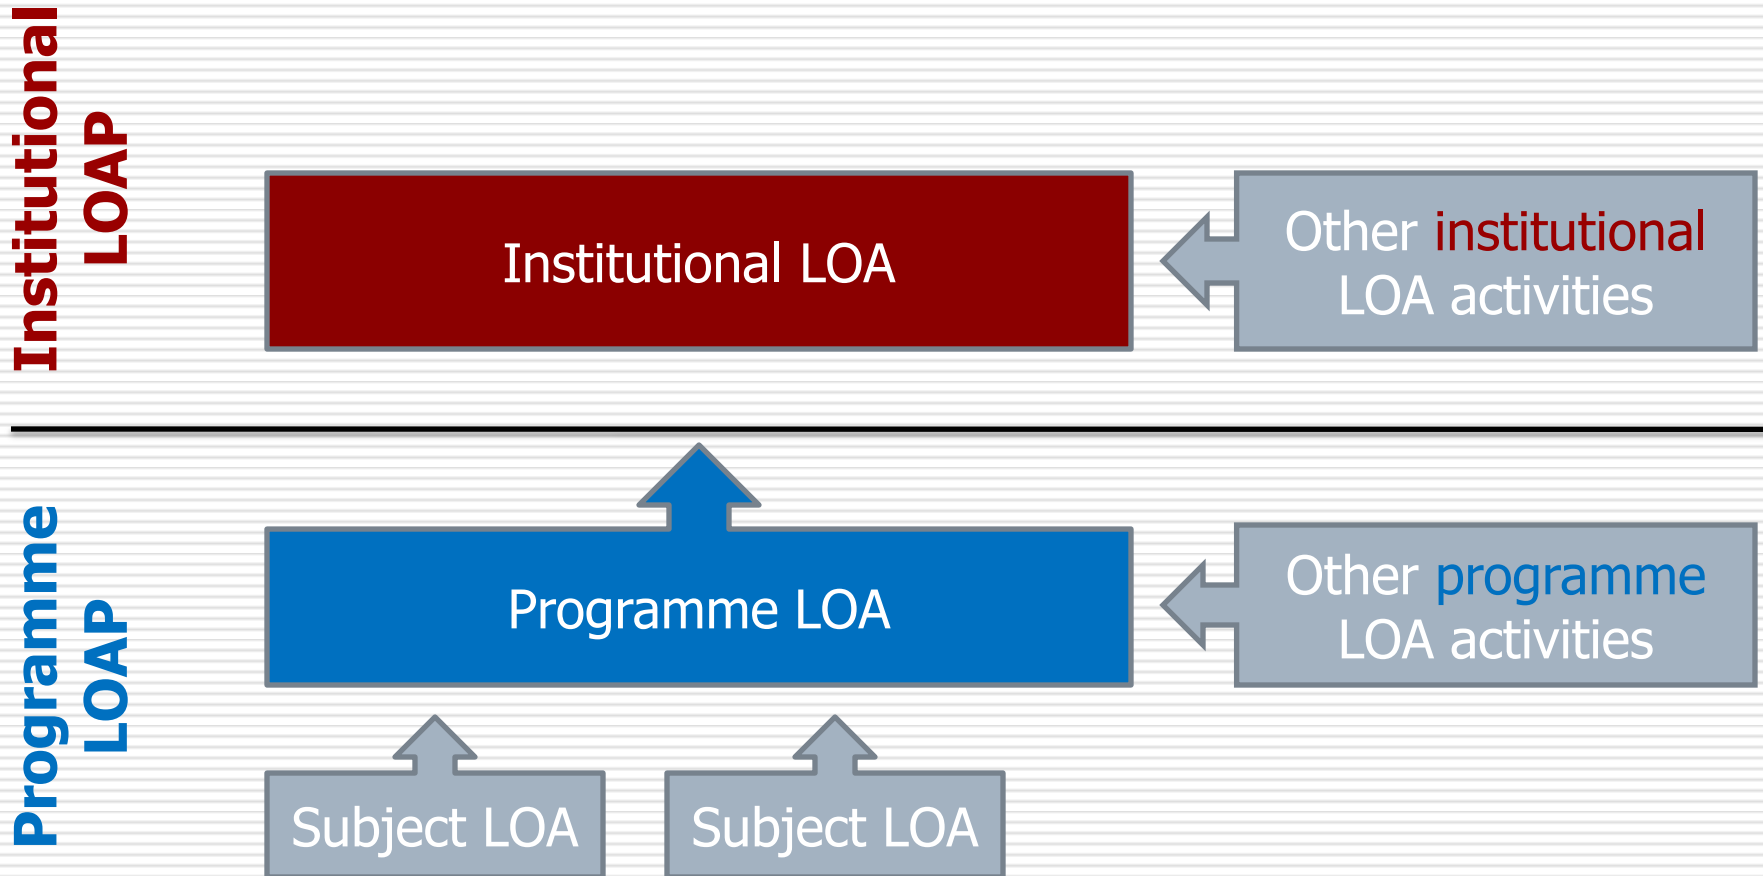 Institutional
LOAP
Institutional LOA
Other institutional
LOA activities
Programme
LOAP
Programme LOA
Other programme
LOA activities
Subject LOA
Subject LOA